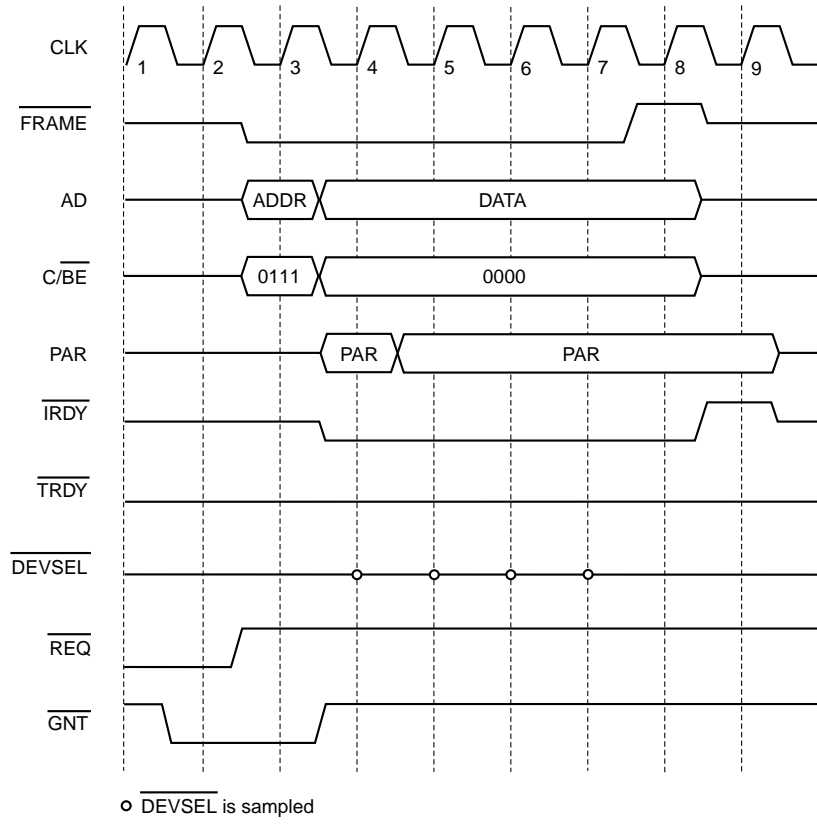 CLK
1 2 3 4 5 6 7 8 9
FRAME
AD ADDR DATA
C/BE 0111 0000
PAR PAR PAR
IRDY
TRDY
DEVSEL
REQ
GNT
DEVSEL is sampled